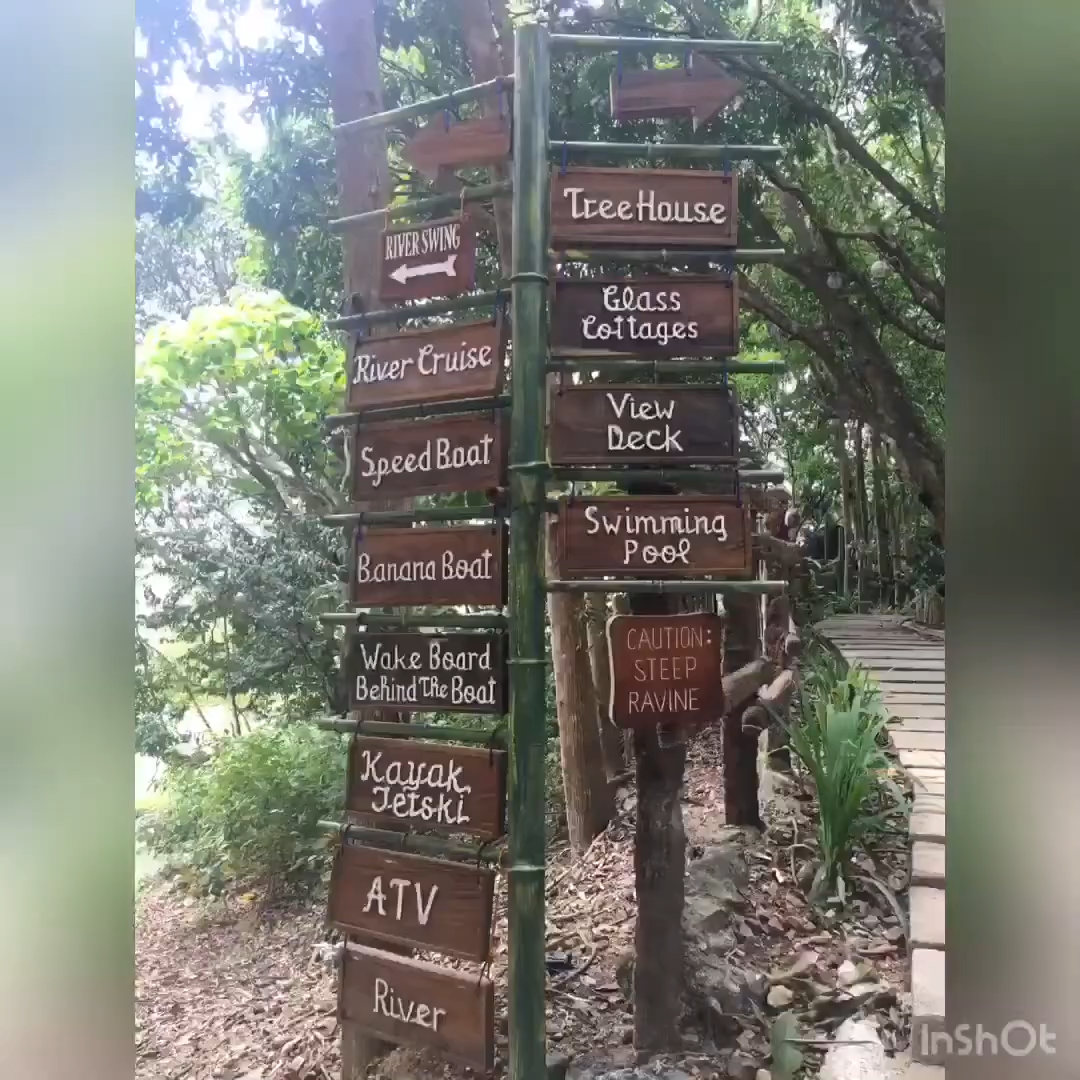 RIVER SWING
River Cruise
Speed Boat
Banana Boat
Wake Board
Behind The Boat
Kayak,
Jetski
ATV
River
Tree House
Glass
Cottages
View
Deck
Swimming
Pool
CAUTION:
STEEP
RAVINE
InShOt